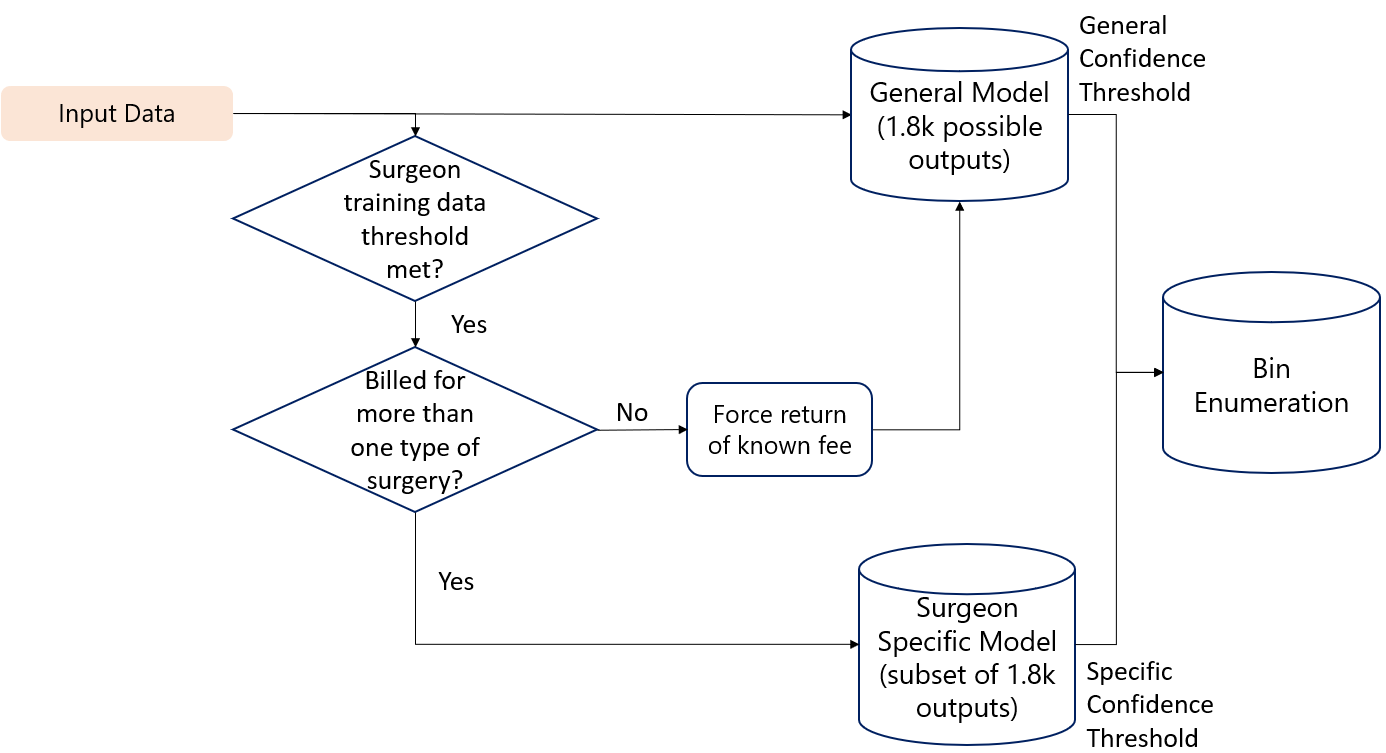 General
Confidence
Threshold
Input Data
General Model
(1.8k possible
outputs)
Surgeon
training data
threshold
met?
Yes
Billed for
more than
one type of
surgery?
No
Force return
of known fee
Bin
Enumeration
Yes
Surgeon
Specific Model
(subset of 1.8k
outputs)
Specific
Confidence
Threshold